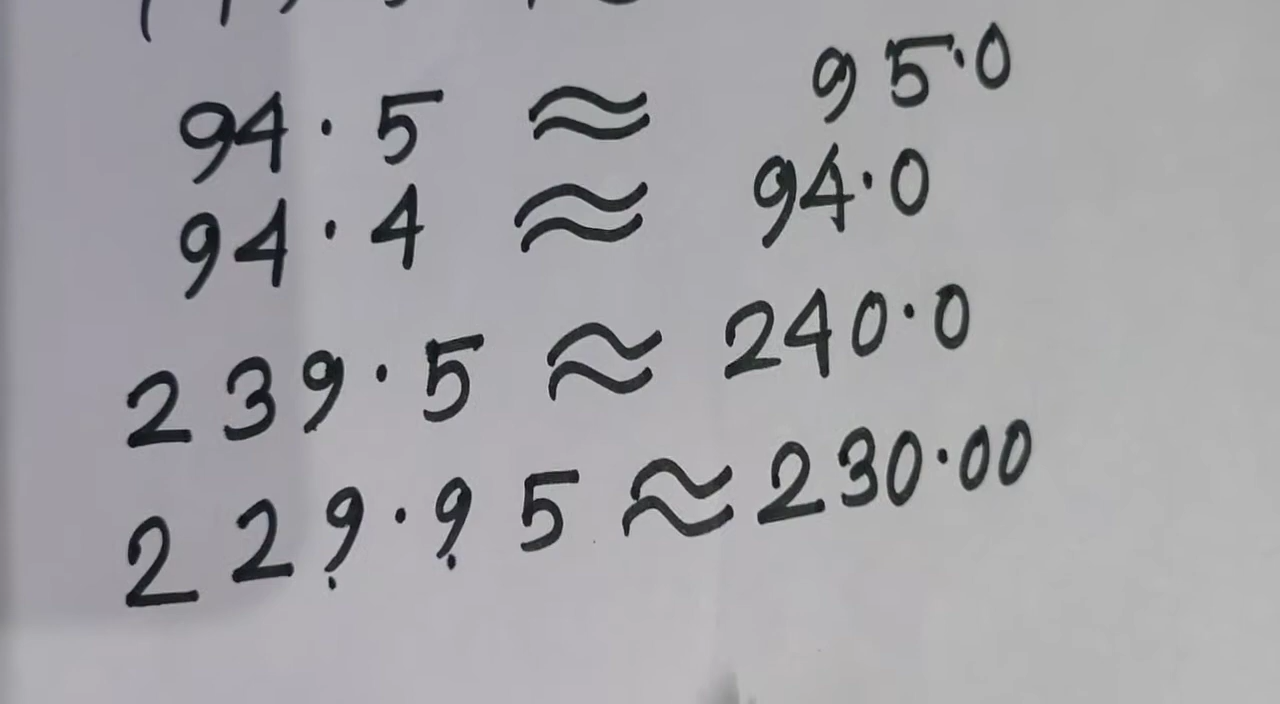 94.5 ≈ 95.0
94.4 ≈ 94.0
239.5 ≈ 240.0
229.95 ≈ 230.00